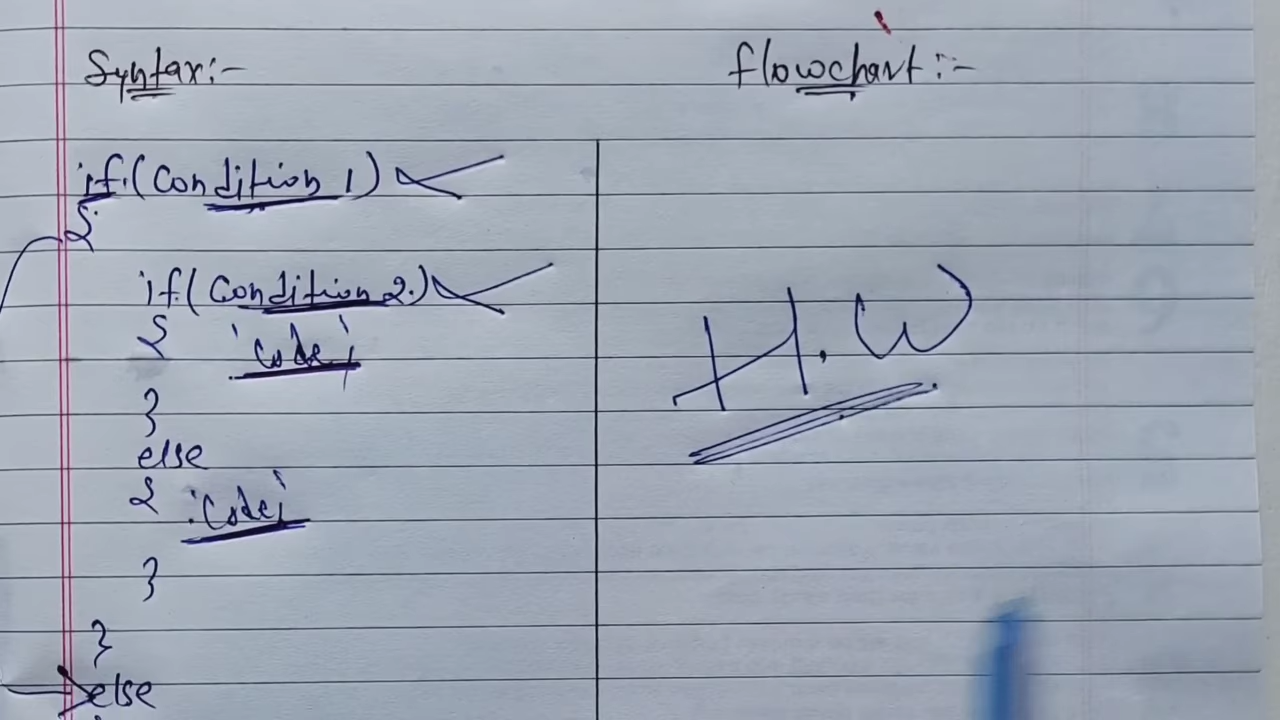 Syntax:-
if (Condition 1)
{
if (Condition 2.)
{ code;
}
else
{ Code;
}
}
else
flowchart :-
H.W